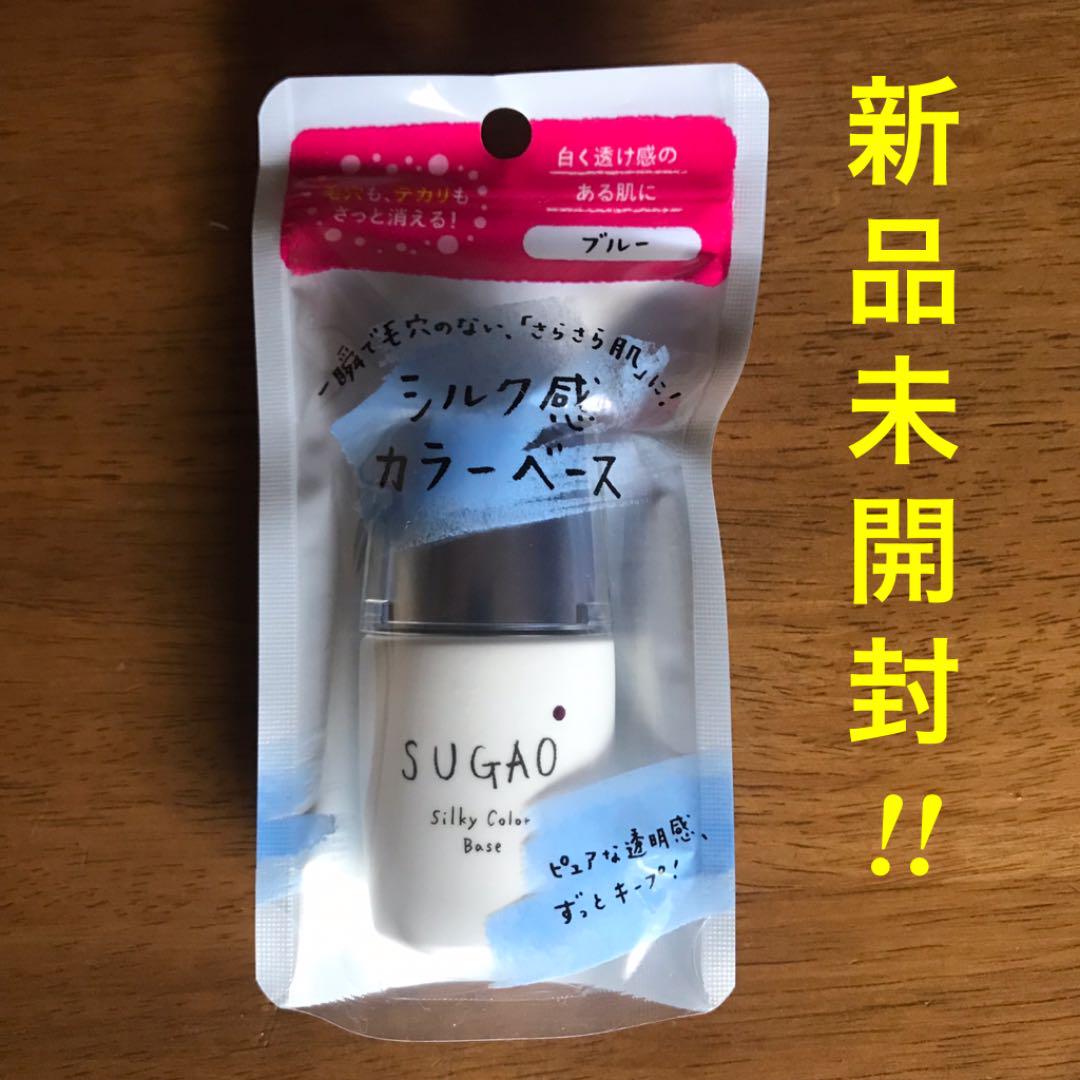 毛穴も、テカリも
さっと消える!
白く透け感の
ある肌に
ブルー
一瞬で毛穴のない、「さらさら肌」に!
シルク感
カラーベース
SUGAO
Silky Color
Base
ピュアな透明感、
ずっとキープ!
新品未開封!!